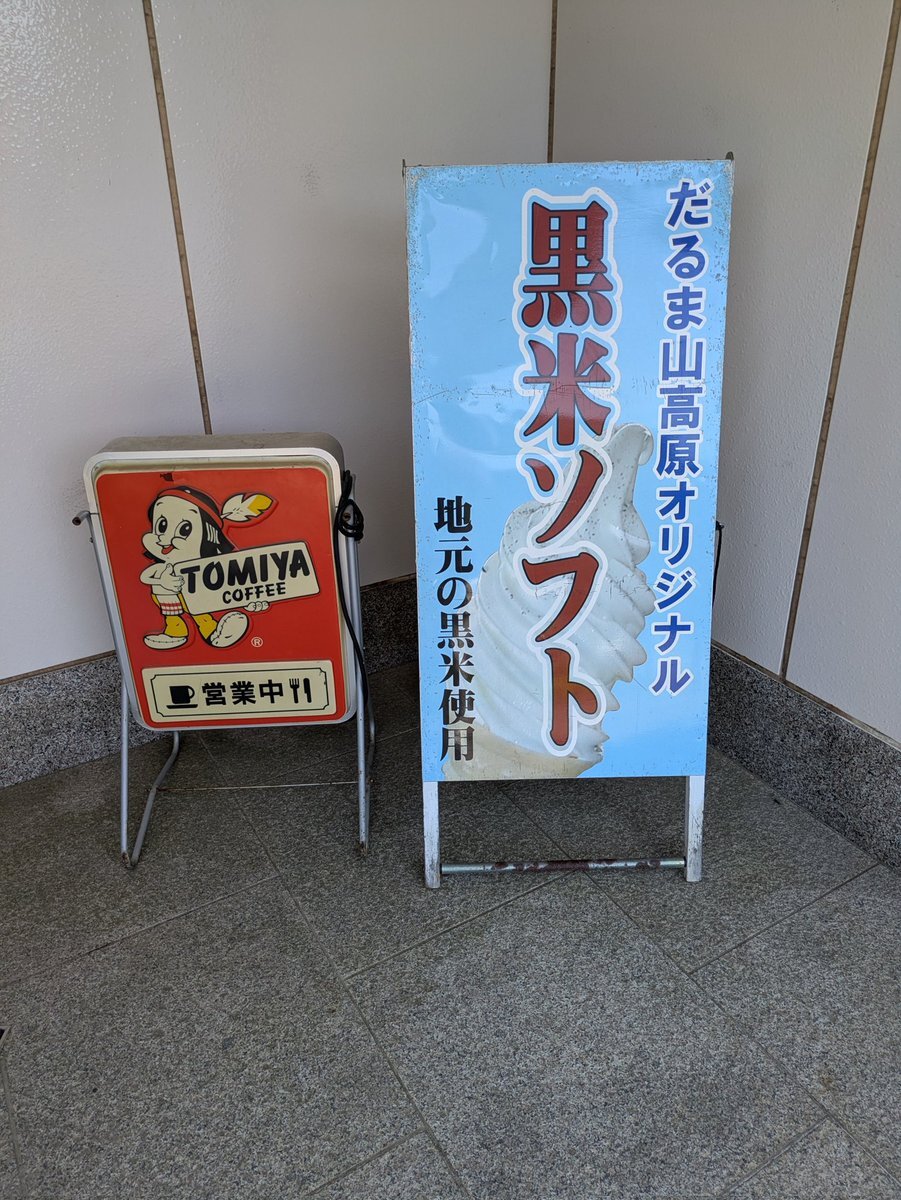 TOMIYA
COFFEE
®
営業中
だるま山高原オリジナル
黒米ソフト
地元の黒米使用